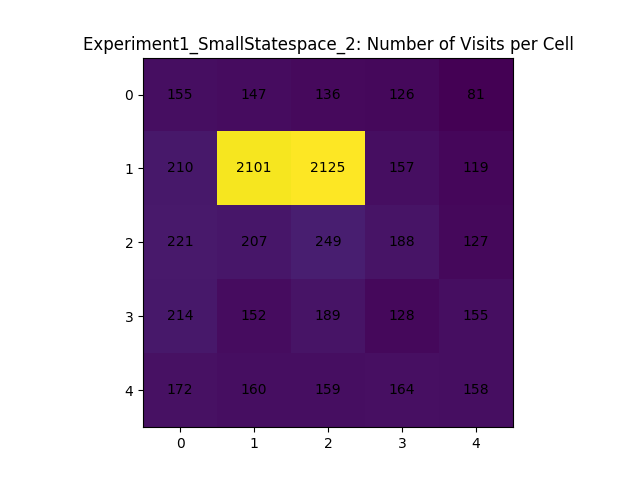 Experiment1_SmallStatespace_2: Number of Visits per Cell
0 155 147 136 126 81
1 210 2101 2125 157 119
2 221 207 249 188 127
3 214 152 189 128 155
4 172 160 159 164 158
0 1 2 3 4